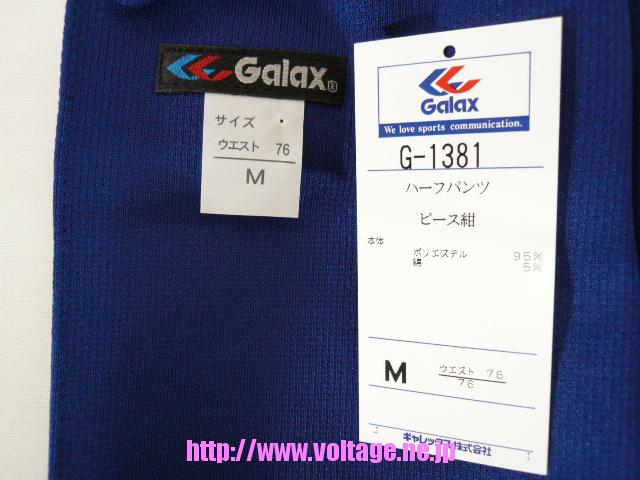 Galax®
サイズ
ウエスト 76
M
Galax
We love sports communication.
G-1381
ハーフパンツ
ピース紺
本体
ポリエステル 95%
綿 5%
M
ウエスト 76
76
ギャレックス株式会社
http://www.voltage.ne.jp